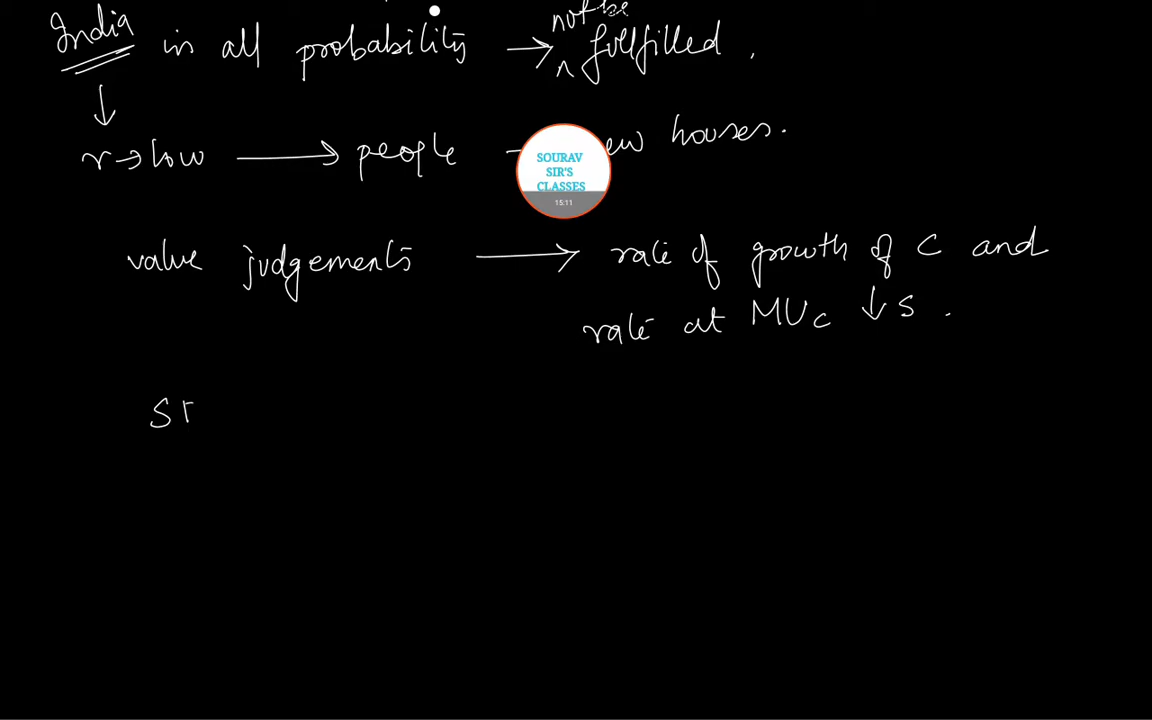 India in all probability → not be
^ fulfilled.
↓
r → low → people → new houses.
SOURAV
SIR'S
CLASSES
15:11
value judgements → rate of growth of C and
rate at MUc ↓ s.
S